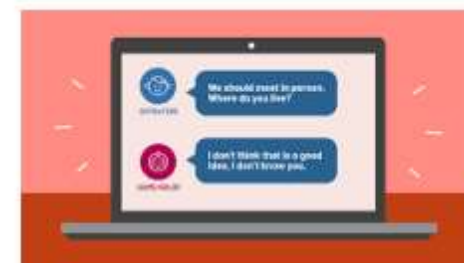 We should meet in person.
Where do you live?
I don't think that is a good
idea, I don't know you.